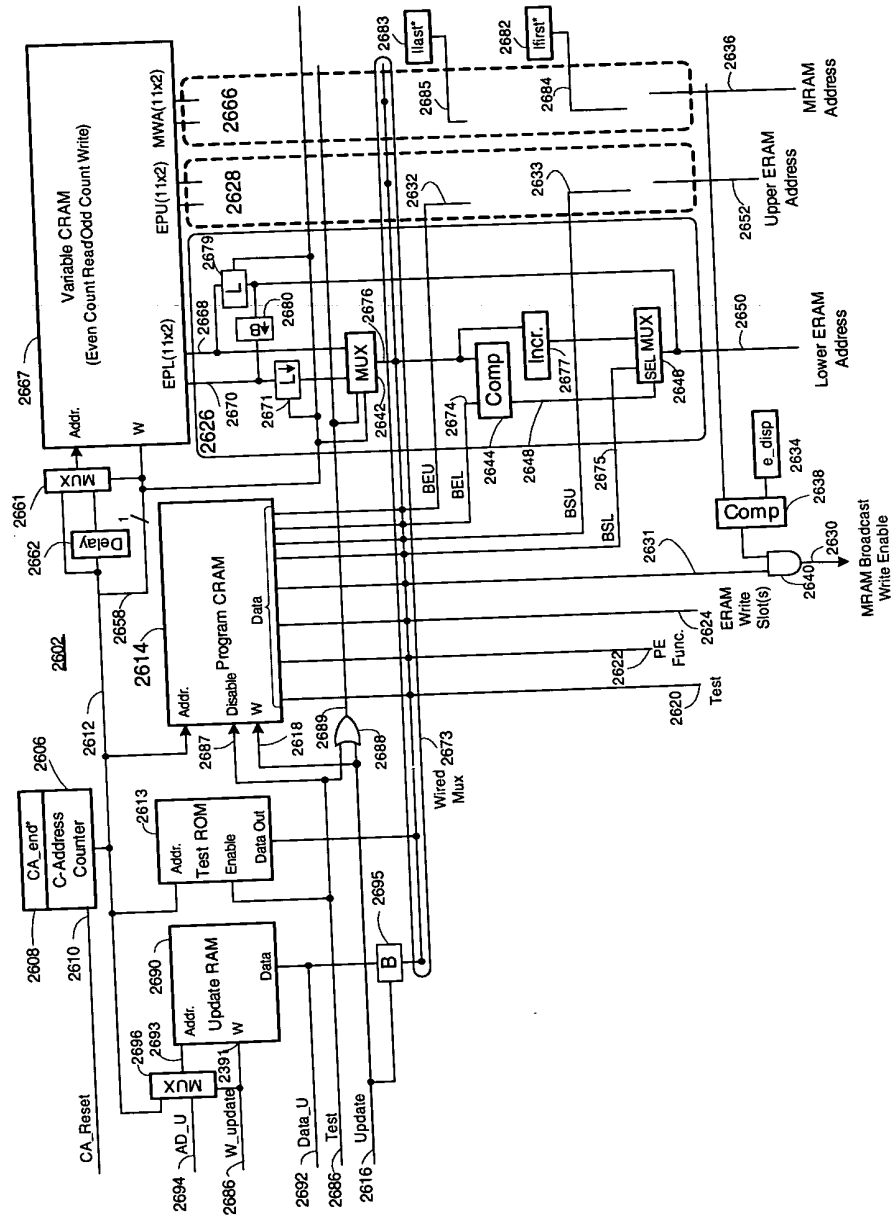 2667
Variable CRAM
(Even Count Read/Odd Count Write)
Addr.
W
EPL(11x2)
EPU(11x2)
MWA(11x2)
2661
MUX
2662
Delay
1
2658
2602
2612
2606
2608
CA_end*
C-Address
Counter
2610
CA_Reset
2614
Addr.
Program CRAM
Disable
W
Data
2687
2618
2689
2688
2613
Addr.
Test ROM
Enable
Data Out
2690
Addr.
Update RAM
W
Data
2696
2693
MUX
2391
AD_U
2694
W_update
2686
Data_U
2692
Test
2686
Update
2616
2695
B
Wired
Mux
2673
2626
2668
2670
2679
L
2680
B
2671
L
MUX
2642
2676
2674
Comp
2644
Incr.
2677
2648
2675
SEL MUX
2646
2650
Lower ERAM
Address
2628
2632
2633
2652
Upper ERAM
Address
2666
2683
Ilast*
2685
2682
Ifirst*
2684
2636
MRAM
Address
BEU
BEL
BSU
BSL
e_disp
2634
Comp
2638
2631
2640
2630
MRAM Broadcast
Write Enable
ERAM
Write
Slot(s)
2624
PE
Func.
2622
Test
2620